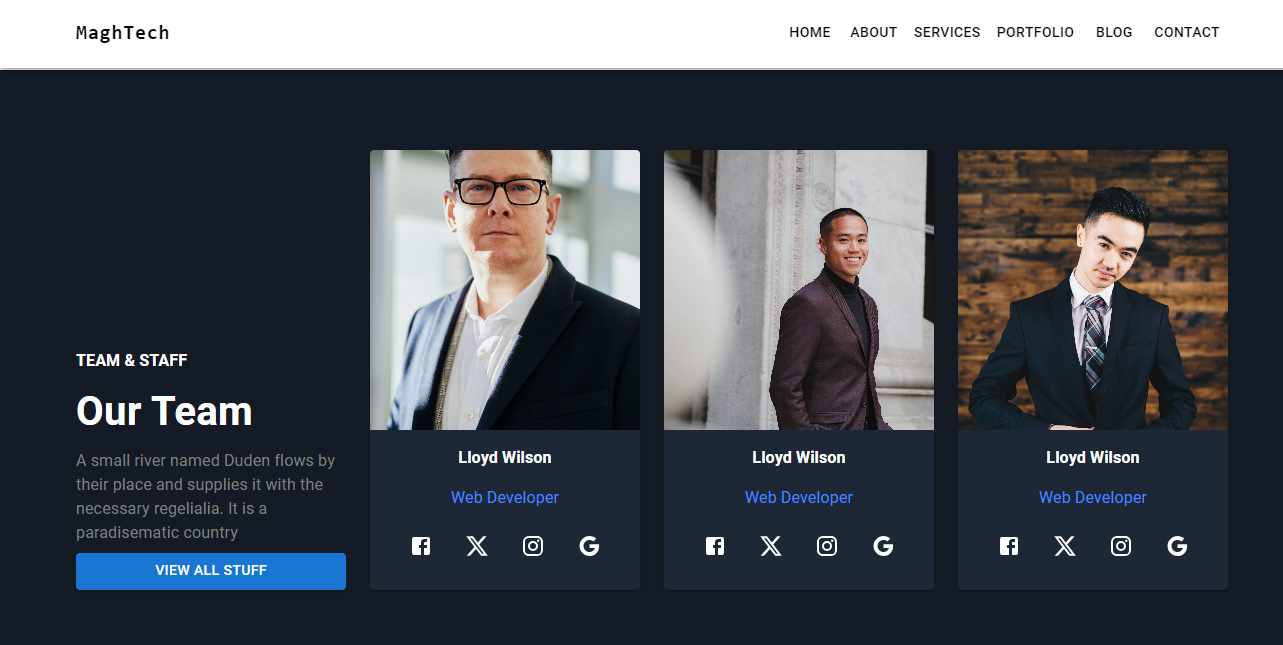 MaghTech
HOME ABOUT SERVICES PORTFOLIO BLOG CONTACT
TEAM & STAFF
Our Team
A small river named Duden flows by
their place and supplies it with the
necessary regelialia. It is a
paradisematic country
VIEW ALL STUFF
Lloyd Wilson
Web Developer
Lloyd Wilson
Web Developer
Lloyd Wilson
Web Developer